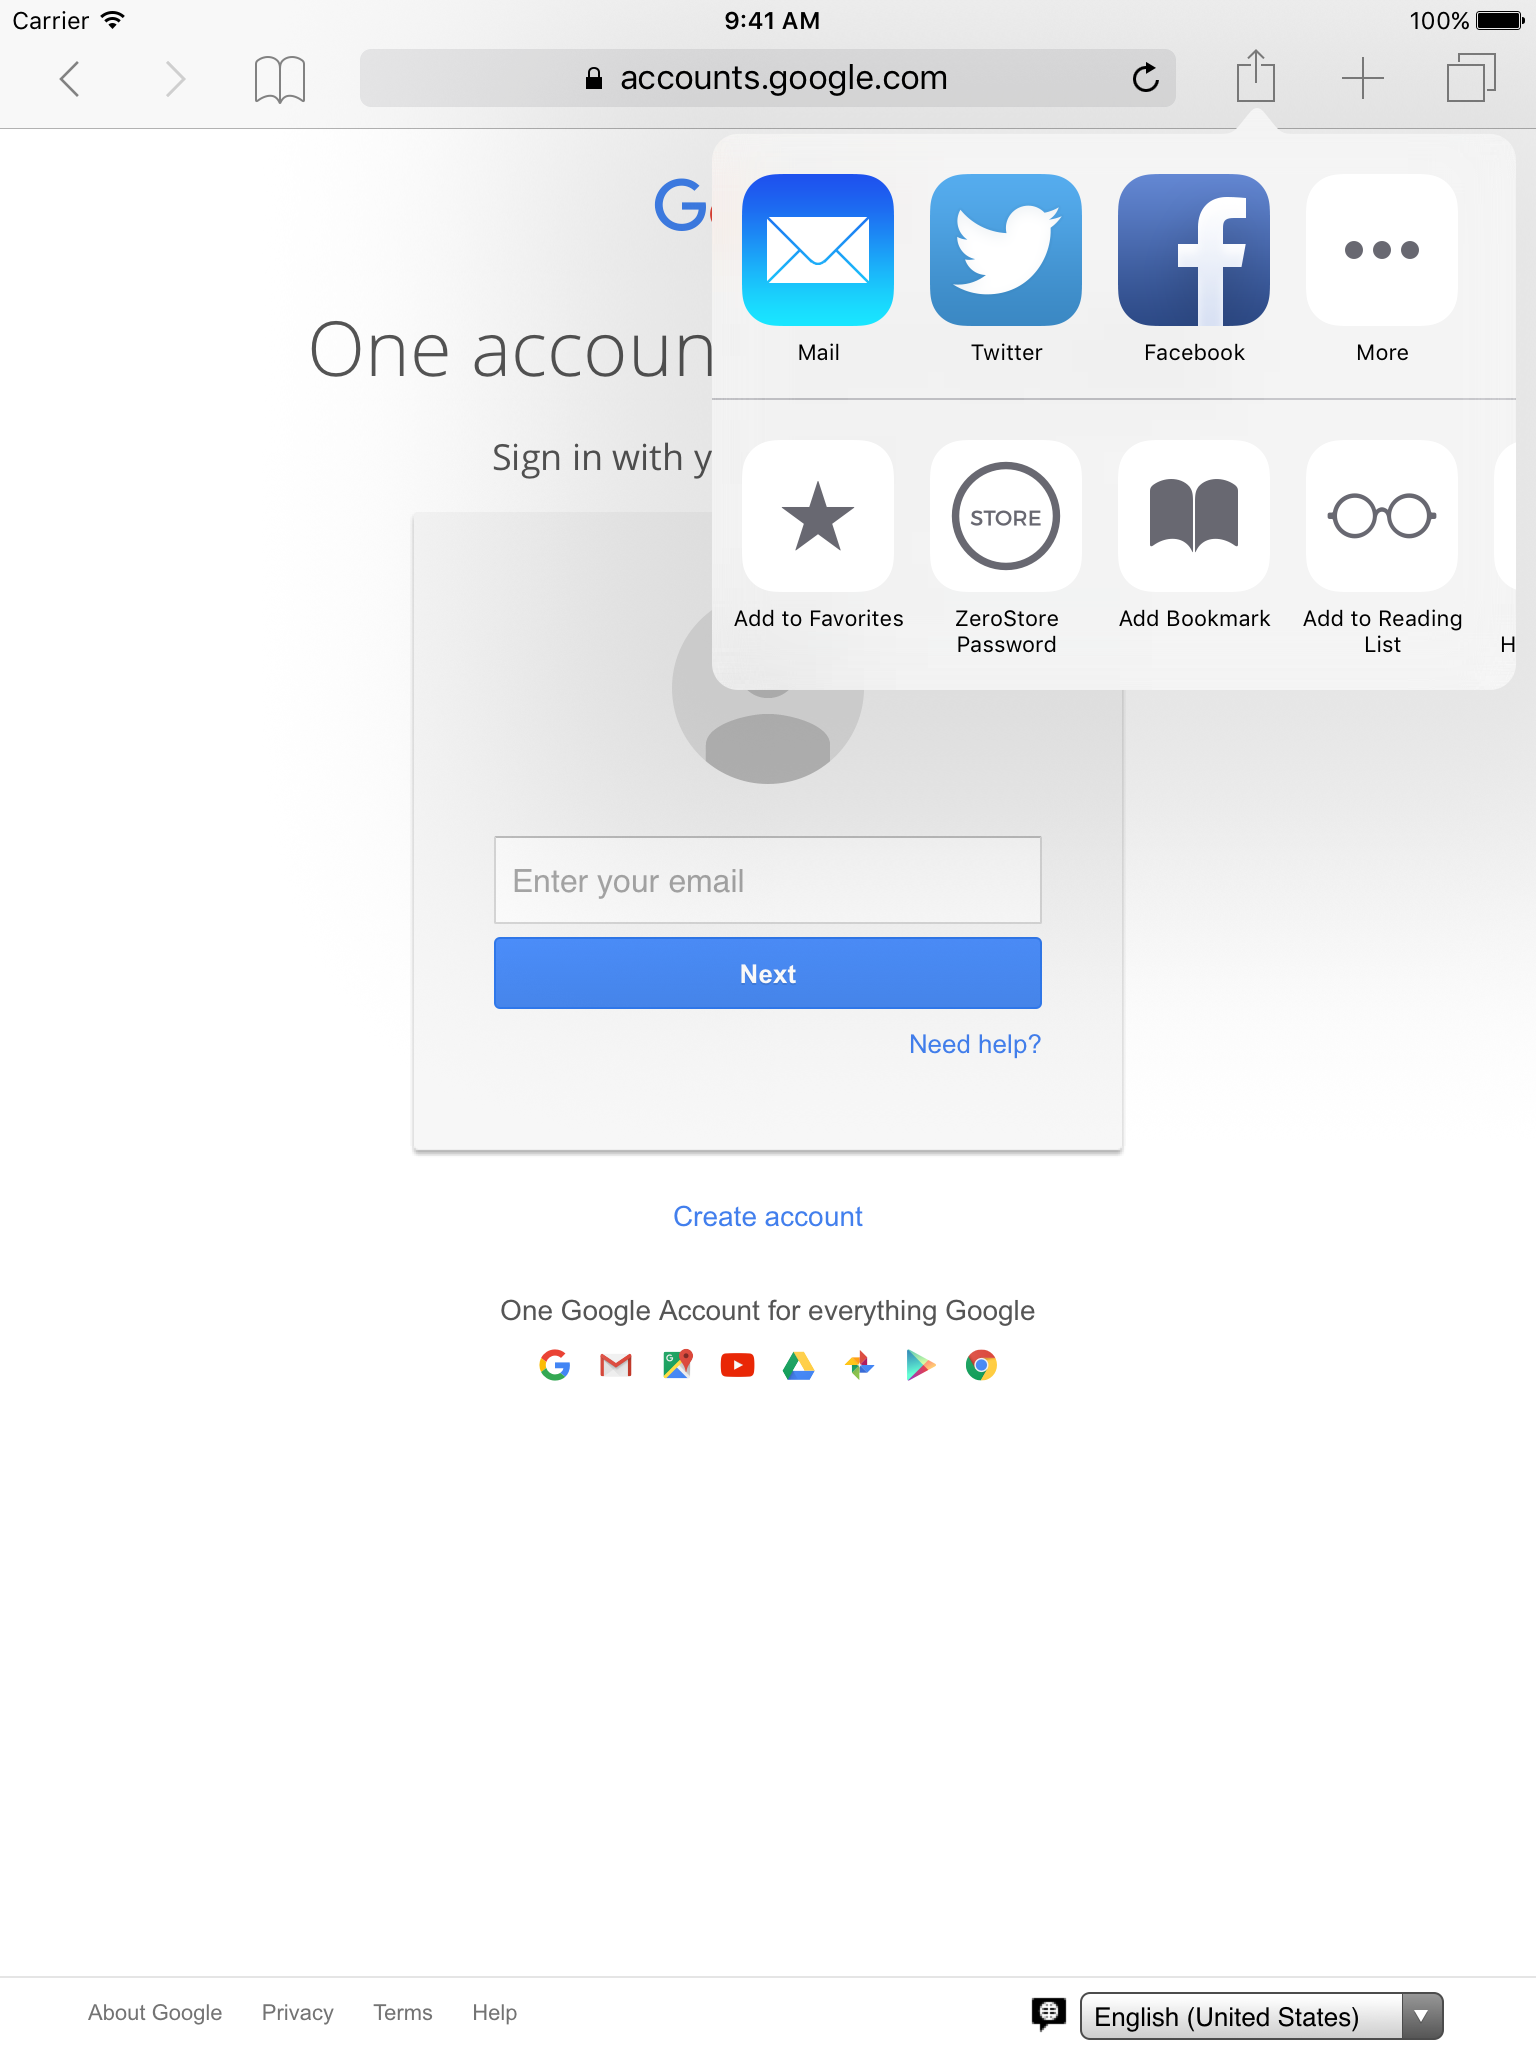 Carrier 9:41 AM 100%
accounts.google.com
G
One accoun
Sign in with y
Mail Twitter Facebook More
STORE
Add to Favorites ZeroStore Password Add Bookmark Add to Reading List H
Enter your email
Next
Need help?
Create account
One Google Account for everything Google
About Google Privacy Terms Help English (United States)